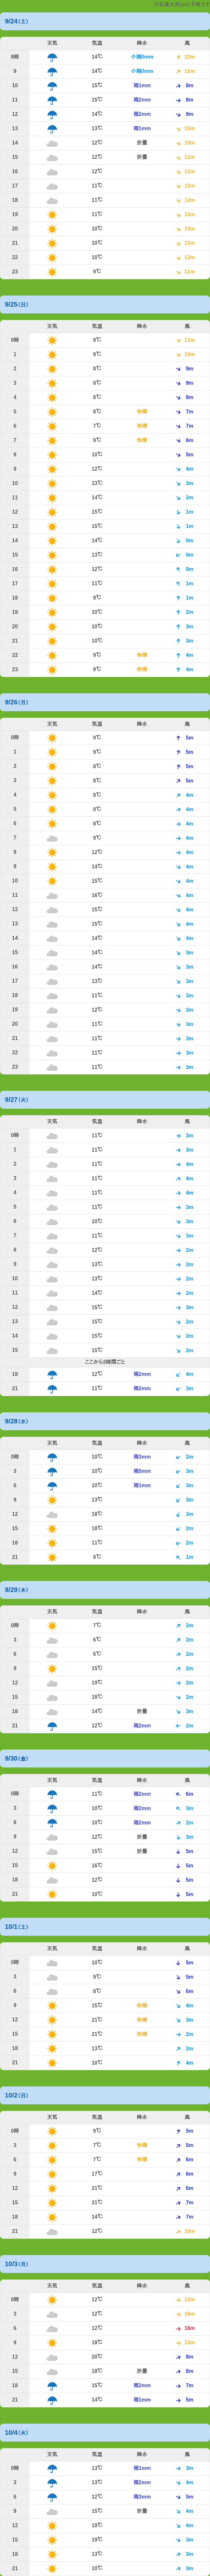 ※安達太良山の予報です
9/24(土)
天気 気温 降水 風
8時 14℃ 小雨0mm 12m
9 14℃ 小雨0mm 11m
10 15℃ 雨1mm 8m
11 15℃ 雨2mm 8m
12 14℃ 雨2mm 9m
13 13℃ 雨1mm 10m
14 12℃ 折畳 10m
15 12℃ 折畳 11m
16 12℃ 11m
17 11℃ 12m
18 11℃ 12m
19 11℃ 12m
20 10℃ 13m
21 10℃ 13m
22 10℃ 12m
23 9℃ 11m
9/25(日)
天気 気温 降水 風
0時 9℃ 11m
1 9℃ 10m
2 8℃ 9m
3 8℃ 9m
4 8℃ 8m
5 8℃ 快晴 7m
6 7℃ 快晴 7m
7 9℃ 快晴 6m
8 10℃ 5m
9 12℃ 4m
10 13℃ 3m
11 14℃ 2m
12 15℃ 1m
13 15℃ 1m
14 14℃ 0m
15 13℃ 0m
16 12℃ 0m
17 11℃ 1m
18 9℃ 1m
19 10℃ 2m
20 10℃ 3m
21 10℃ 3m
22 9℃ 快晴 4m
23 9℃ 快晴 4m
9/26(月)
天気 気温 降水 風
0時 9℃ 5m
1 9℃ 5m
2 8℃ 5m
3 8℃ 5m
4 8℃ 4m
5 8℃ 4m
6 8℃ 4m
7 9℃ 4m
8 12℃ 4m
9 14℃ 4m
10 15℃ 4m
11 16℃ 4m
12 15℃ 4m
13 15℃ 4m
14 14℃ 4m
15 14℃ 3m
16 14℃ 3m
17 13℃ 3m
18 11℃ 3m
19 12℃ 3m
20 11℃ 3m
21 11℃ 3m
22 11℃ 3m
23 11℃ 3m
9/27(火)
天気 気温 降水 風
0時 11℃ 3m
1 11℃ 3m
2 11℃ 4m
3 11℃ 4m
4 11℃ 4m
5 11℃ 3m
6 10℃ 3m
7 11℃ 3m
8 12℃ 2m
9 13℃ 2m
10 13℃ 2m
11 14℃ 2m
12 15℃ 3m
13 15℃ 2m
14 15℃ 2m
15 15℃ 2m
ここから3時間ごと
18 12℃ 雨2mm 4m
21 11℃ 雨2mm 3m
9/28(水)
天気 気温 降水 風
0時 10℃ 雨3mm 2m
3 10℃ 雨5mm 3m
6 10℃ 雨1mm 3m
9 13℃ 3m
12 18℃ 3m
15 18℃ 2m
18 11℃ 2m
21 9℃ 1m
9/29(木)
天気 気温 降水 風
0時 7℃ 2m
3 6℃ 2m
6 6℃ 2m
9 15℃ 2m
12 19℃ 2m
15 18℃ 2m
18 14℃ 折畳 3m
21 12℃ 雨2mm 2m
9/30(金)
天気 気温 降水 風
0時 11℃ 雨2mm 6m
3 10℃ 雨2mm 3m
6 10℃ 雨2mm 2m
9 12℃ 折畳 3m
12 15℃ 折畳 5m
15 16℃ 5m
18 12℃ 5m
21 10℃ 5m
10/1(土)
天気 気温 降水 風
0時 10℃ 5m
3 9℃ 5m
6 8℃ 6m
9 15℃ 快晴 4m
12 21℃ 快晴 3m
15 21℃ 快晴 2m
18 13℃ 2m
21 10℃ 4m
10/2(日)
天気 気温 降水 風
0時 9℃ 5m
3 7℃ 快晴 5m
6 7℃ 快晴 6m
9 17℃ 6m
12 21℃ 6m
15 21℃ 7m
18 14℃ 7m
21 12℃ 10m
10/3(月)
天気 気温 降水 風
0時 12℃ 13m
3 12℃ 16m
6 12℃ 18m
9 18℃ 13m
12 20℃ 8m
15 18℃ 折畳 8m
18 15℃ 雨2mm 7m
21 14℃ 雨1mm 5m
10/4(火)
天気 気温 降水 風
0時 13℃ 雨1mm 3m
3 13℃ 雨2mm 4m
6 12℃ 雨3mm 5m
9 15℃ 折畳 4m
12 19℃ 4m
15 19℃ 3m
18 13℃ 3m
21 10℃ 3m